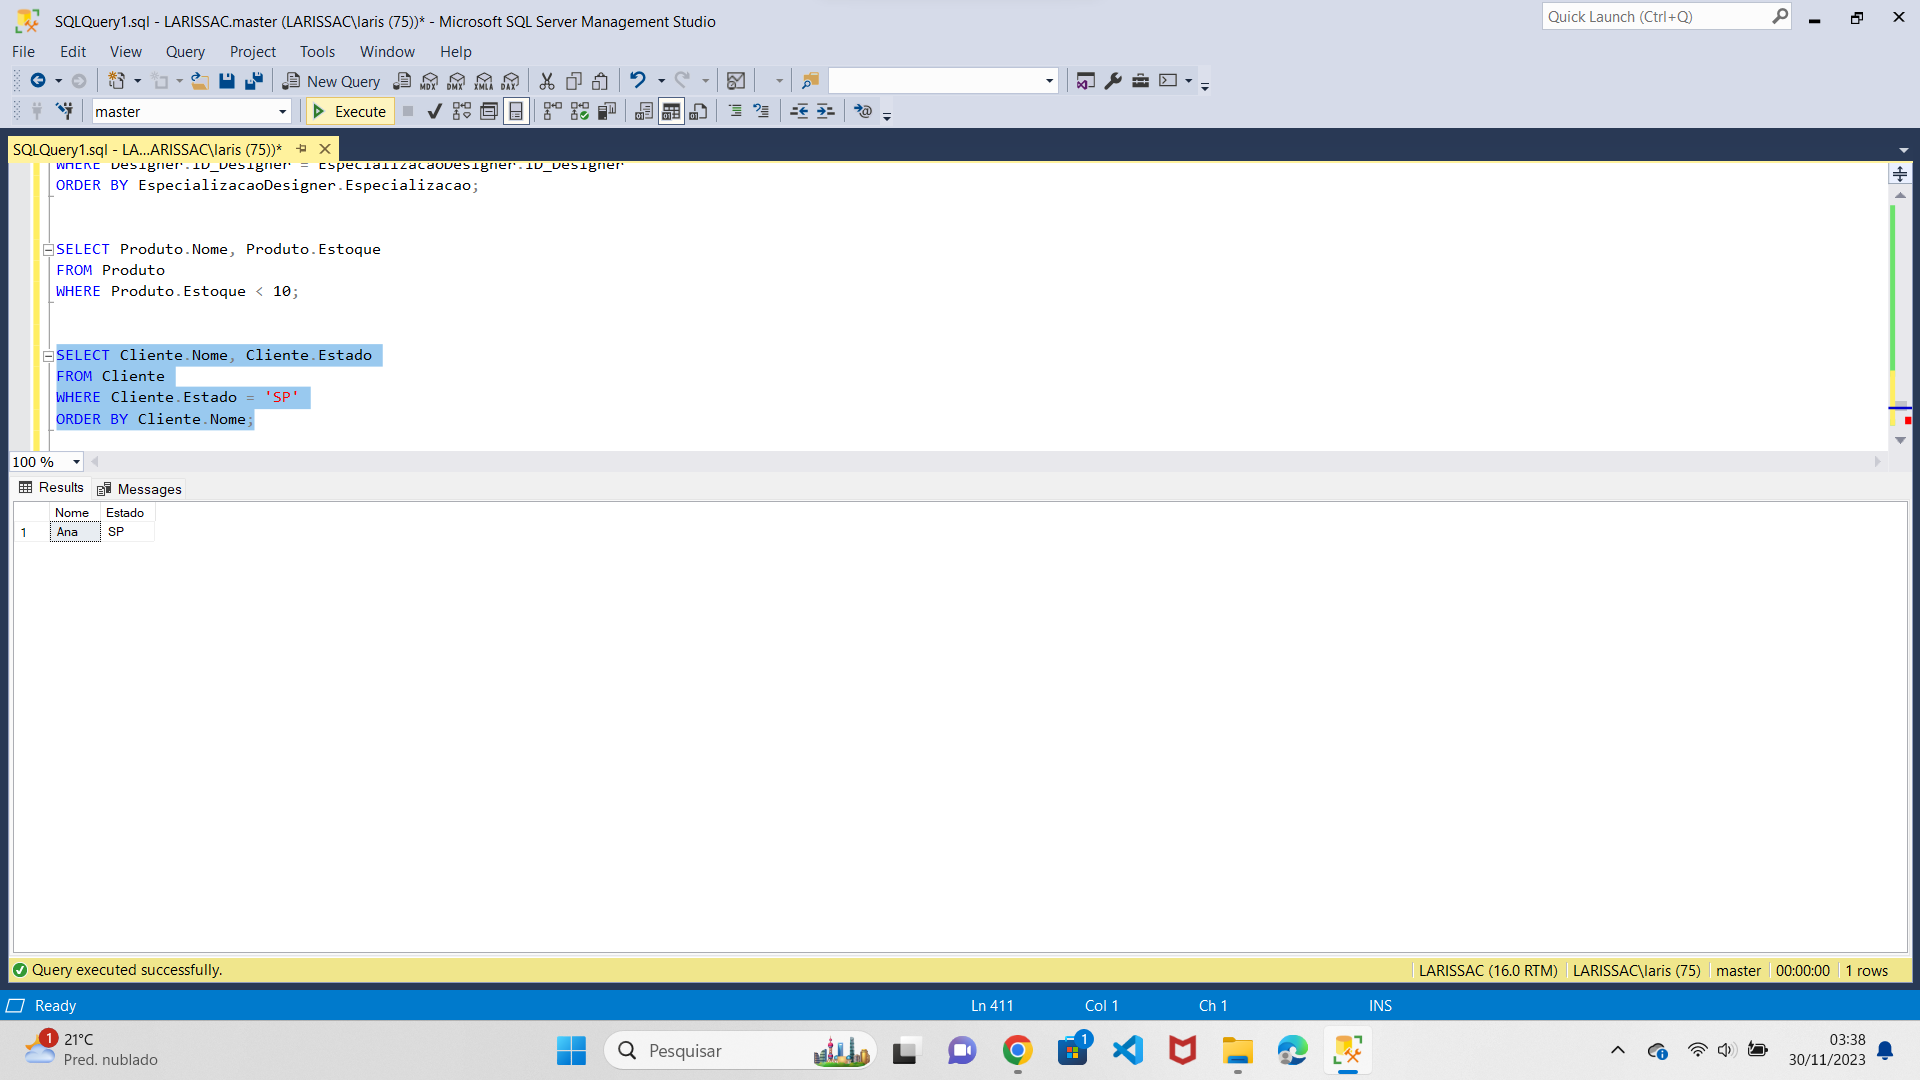 SQLQuery1.sql - LARISSAC.master (LARISSAC\laris (75))* - Microsoft SQL Server Management Studio
Quick Launch (Ctrl+Q)
File Edit View Query Project Tools Window Help
New Query
MDX DMX XMLA DAX
master Execute
SQLQuery1.sql - LA...ARISSAC\laris (75))*
WHERE Designer.ID_Designer = EspecializacaoDesigner.ID_Designer
ORDER BY EspecializacaoDesigner.Especializacao;
SELECT Produto.Nome, Produto.Estoque
FROM Produto
WHERE Produto.Estoque < 10;
SELECT Cliente.Nome, Cliente.Estado
FROM Cliente
WHERE Cliente.Estado = 'SP'
ORDER BY Cliente.Nome;
100 %
Results Messages
Nome Estado
1 Ana SP
Query executed successfully.
LARISSAC (16.0 RTM) LARISSAC\laris (75) master 00:00:00 1 rows
Ready Ln 411 Col 1 Ch 1 INS
1
21°C
Pred. nublado
Pesquisar
1
03:38
30/11/2023